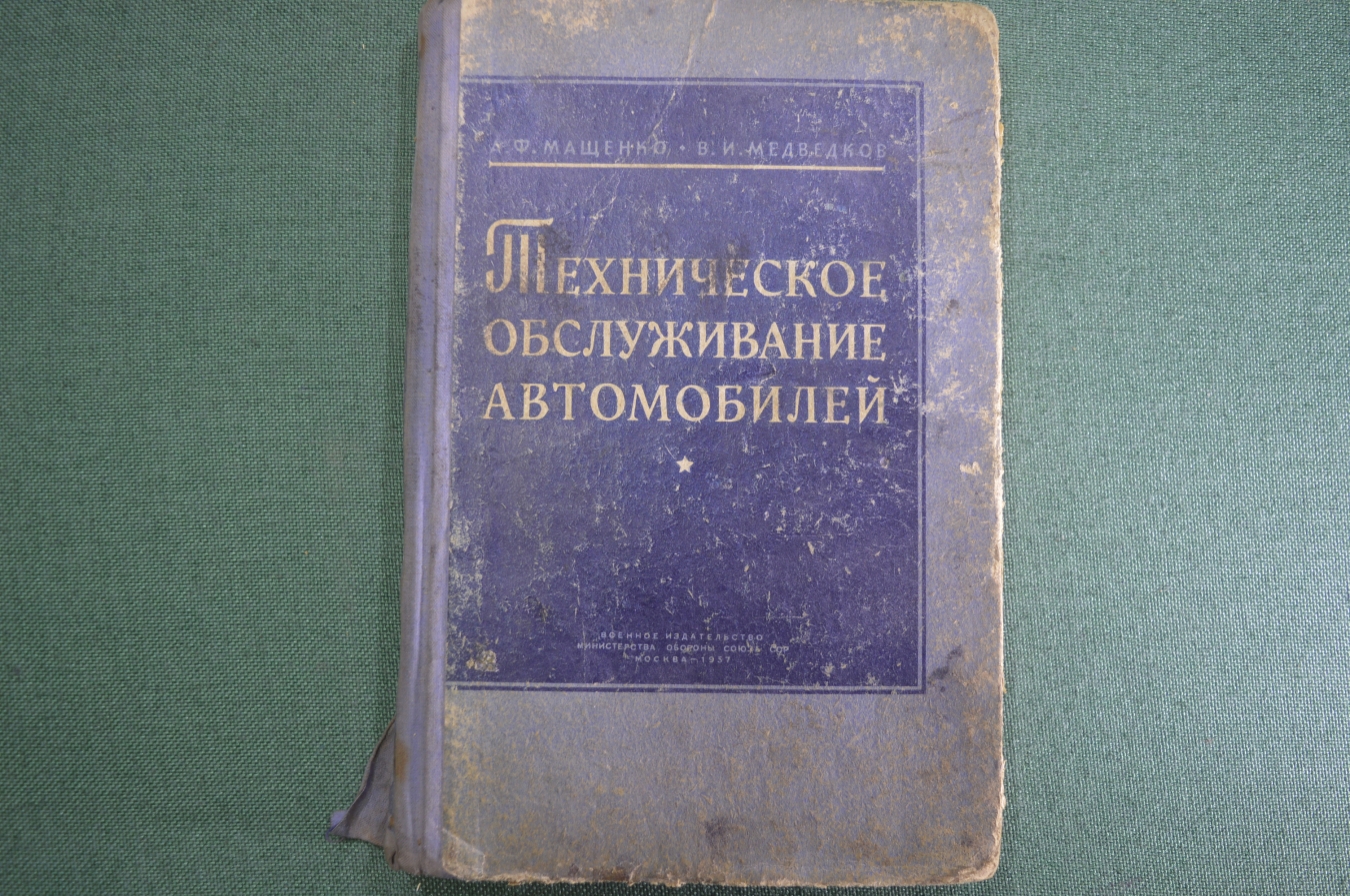 А. Ф. МАЩЕНКО • В. И. МЕДВЕДКОВ
ТЕХНИЧЕСКОЕ
ОБСЛУЖИВАНИЕ
АВТОМОБИЛЕЙ
ВОЕННОЕ ИЗДАТЕЛЬСТВО
МИНИСТЕРСТВА ОБОРОНЫ СОЮЗА ССР
МОСКВА — 1957